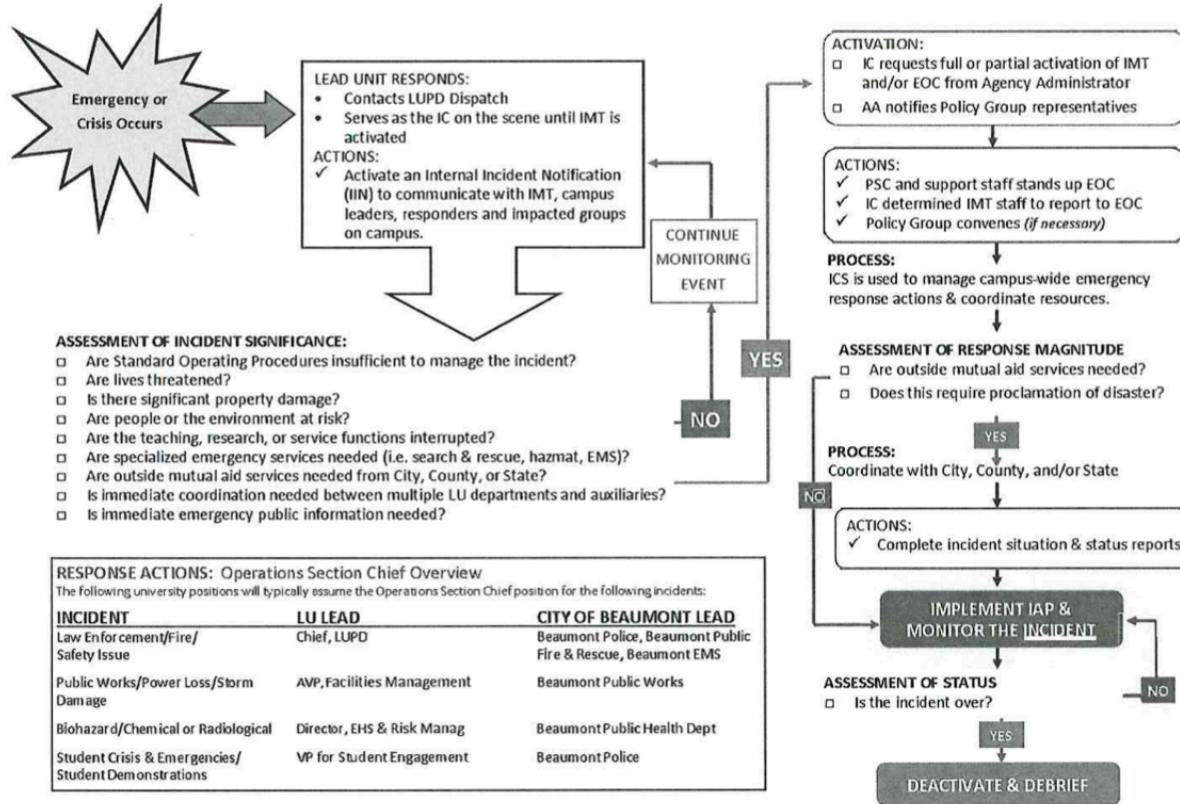 Emergency or
Crisis Occurs
LEAD UNIT RESPONDS:
• Contacts LUPD Dispatch
• Serves as the IC on the scene until IMT is
activated
ACTIONS:
✓ Activate an Internal Incident Notification
(IIN) to communicate with IMT, campus
leaders, responders and impacted groups
on campus.
CONTINUE
MONITORING
EVENT
NO
YES
ASSESSMENT OF INCIDENT SIGNIFICANCE:
□ Are Standard Operating Procedures insufficient to manage the incident?
□ Are lives threatened?
□ Is there significant property damage?
□ Are people or the environment at risk?
□ Are the teaching, research, or service functions interrupted?
□ Are specialized emergency services needed (i.e. search & rescue, hazmat, EMS)?
□ Are outside mutual aid services needed from City, County, or State?
□ Is immediate coordination needed between multiple LU departments and auxiliaries?
□ Is immediate emergency public information needed?
RESPONSE ACTIONS: Operations Section Chief Overview
The following university positions will typically assume the Operations Section Chief position for the following incidents:
INCIDENT LU LEAD CITY OF BEAUMONT LEAD
Law Enforcement/Fire/ Chief, LUPD Beaumont Police, Beaumont Public
Safety Issue Fire & Rescue, Beaumont EMS
Public Works/Power Loss/Storm AVP, Facilities Management Beaumont Public Works
Damage
Biohazard/Chemical or Radiological Director, EHS & Risk Manag Beaumont Public Health Dept
Student Crisis & Emergencies/ VP for Student Engagement Beaumont Police
Student Demonstrations
ACTIVATION:
□ IC requests full or partial activation of IMT
and/or EOC from Agency Administrator
□ AA notifies Policy Group representatives
ACTIONS:
✓ PSC and support staff stands up EOC
✓ IC determined IMT staff to report to EOC
✓ Policy Group convenes (if necessary)
PROCESS:
ICS is used to manage campus-wide emergency
response actions & coordinate resources.
ASSESSMENT OF RESPONSE MAGNITUDE
□ Are outside mutual aid services needed?
□ Does this require proclamation of disaster?
YES
PROCESS:
Coordinate with City, County, and/or State
NO
ACTIONS:
✓ Complete incident situation & status reports
IMPLEMENT IAP &
MONITOR THE INCIDENT
ASSESSMENT OF STATUS
□ Is the incident over?
NO
YES
DEACTIVATE & DEBRIEF